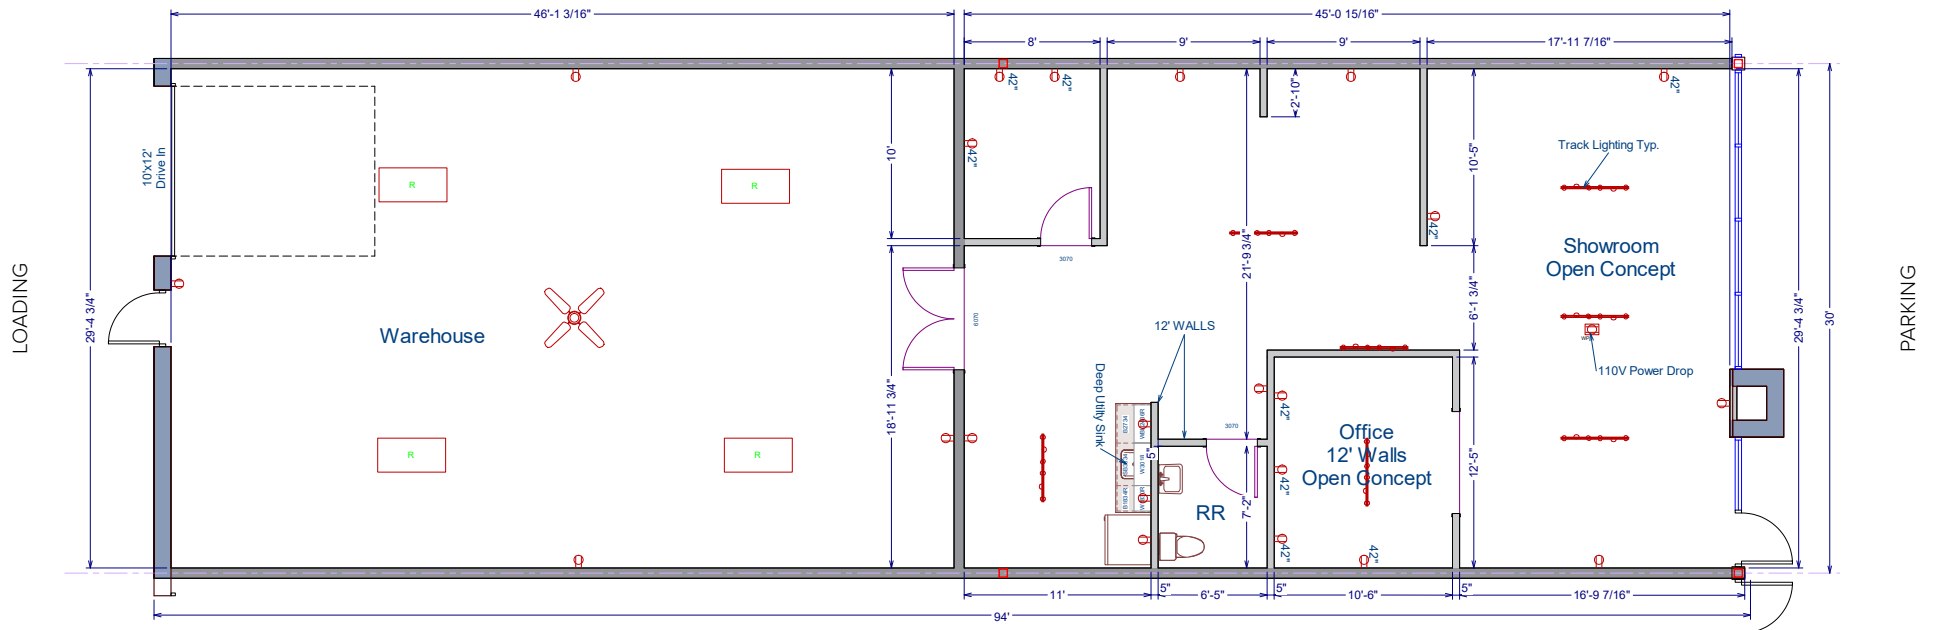 46'-1 3/16"
45'-0 15/16"
8'
9'
9'
17'-11 7/16"
42"
42"
42"
2'-10"
10'x12'
Drive In
10'
42"
10'-5"
Track Lighting Typ.
R
R
42"
21'-9 3/4"
Showroom
Open Concept
3070
LOADING
PARKING
29'-4 3/4"
6'-1 3/4"
29'-4 3/4"
30'
6070
12' WALLS
Warehouse
110V Power Drop
Deep Utilty Sink
18'-11 3/4"
42"
3070
Office
12' Walls
Open Concept
R
R
5"
42"
12'-5"
RR
7'-2"
42"
42"
11'
5"
6'-5"
5"
10'-6"
5"
16'-9 7/16"
94'